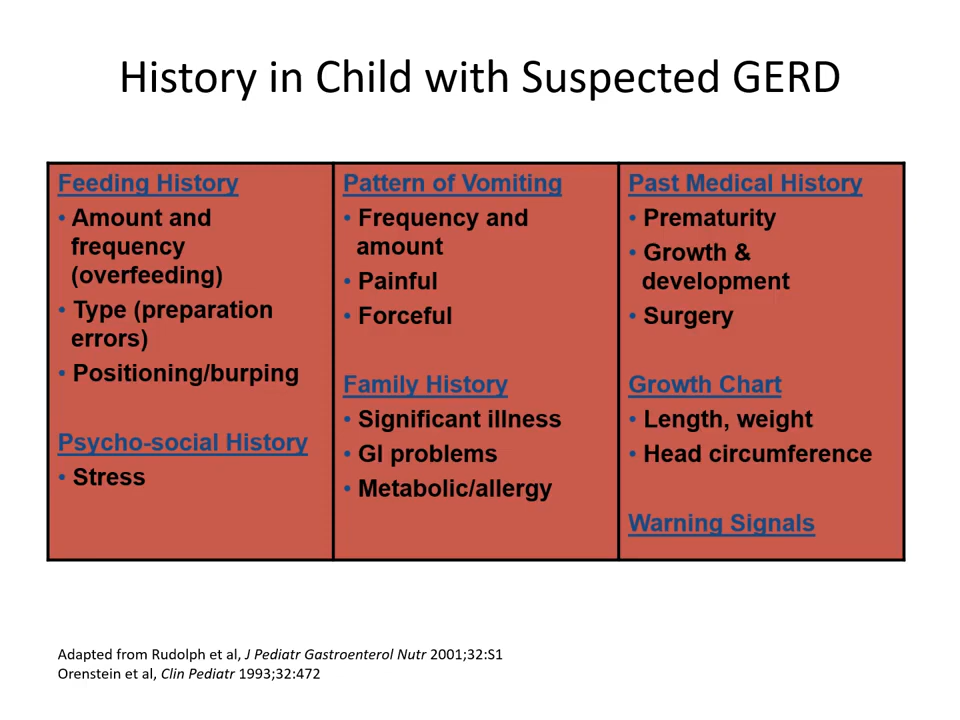 History in Child with Suspected GERD
Feeding History
• Amount and
frequency
(overfeeding)
• Type (preparation
errors)
• Positioning/burping
Psycho-social History
• Stress
Pattern of Vomiting
• Frequency and
amount
• Painful
• Forceful
Family History
• Significant illness
• GI problems
• Metabolic/allergy
Past Medical History
• Prematurity
• Growth &
development
• Surgery
Growth Chart
• Length, weight
• Head circumference
Warning Signals
Adapted from Rudolph et al, J Pediatr Gastroenterol Nutr 2001;32:S1
Orenstein et al, Clin Pediatr 1993;32:472